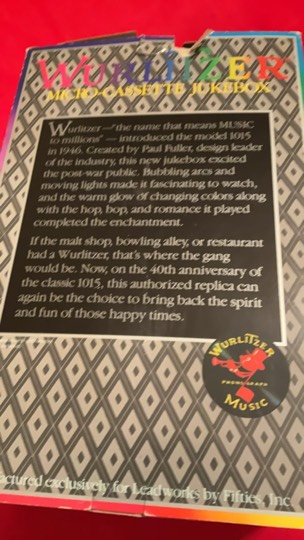 WURLITZER
MICRO-CASSETTE JUKEBOX
Wurlitzer—"the name that means MUSIC
to millions" — introduced the model 1015
in 1946. Created by Paul Fuller, design leader
of the industry, this new jukebox excited
the post-war public. Bubbling arcs and
moving lights made it fascinating to watch,
and the warm glow of changing colors along
with the hop, bop, and romance it played
completed the enchantment.
If the malt shop, bowling alley, or restaurant
had a Wurlitzer, that's where the gang
would be. Now, on the 40th anniversary of
the classic 1015, this authorized replica can
again be the choice to bring back the spirit
and fun of those happy times.
WURLITZER
PHONOGRAPH
MUSIC
actured exclusively for Leadworks by Fifties, Inc.